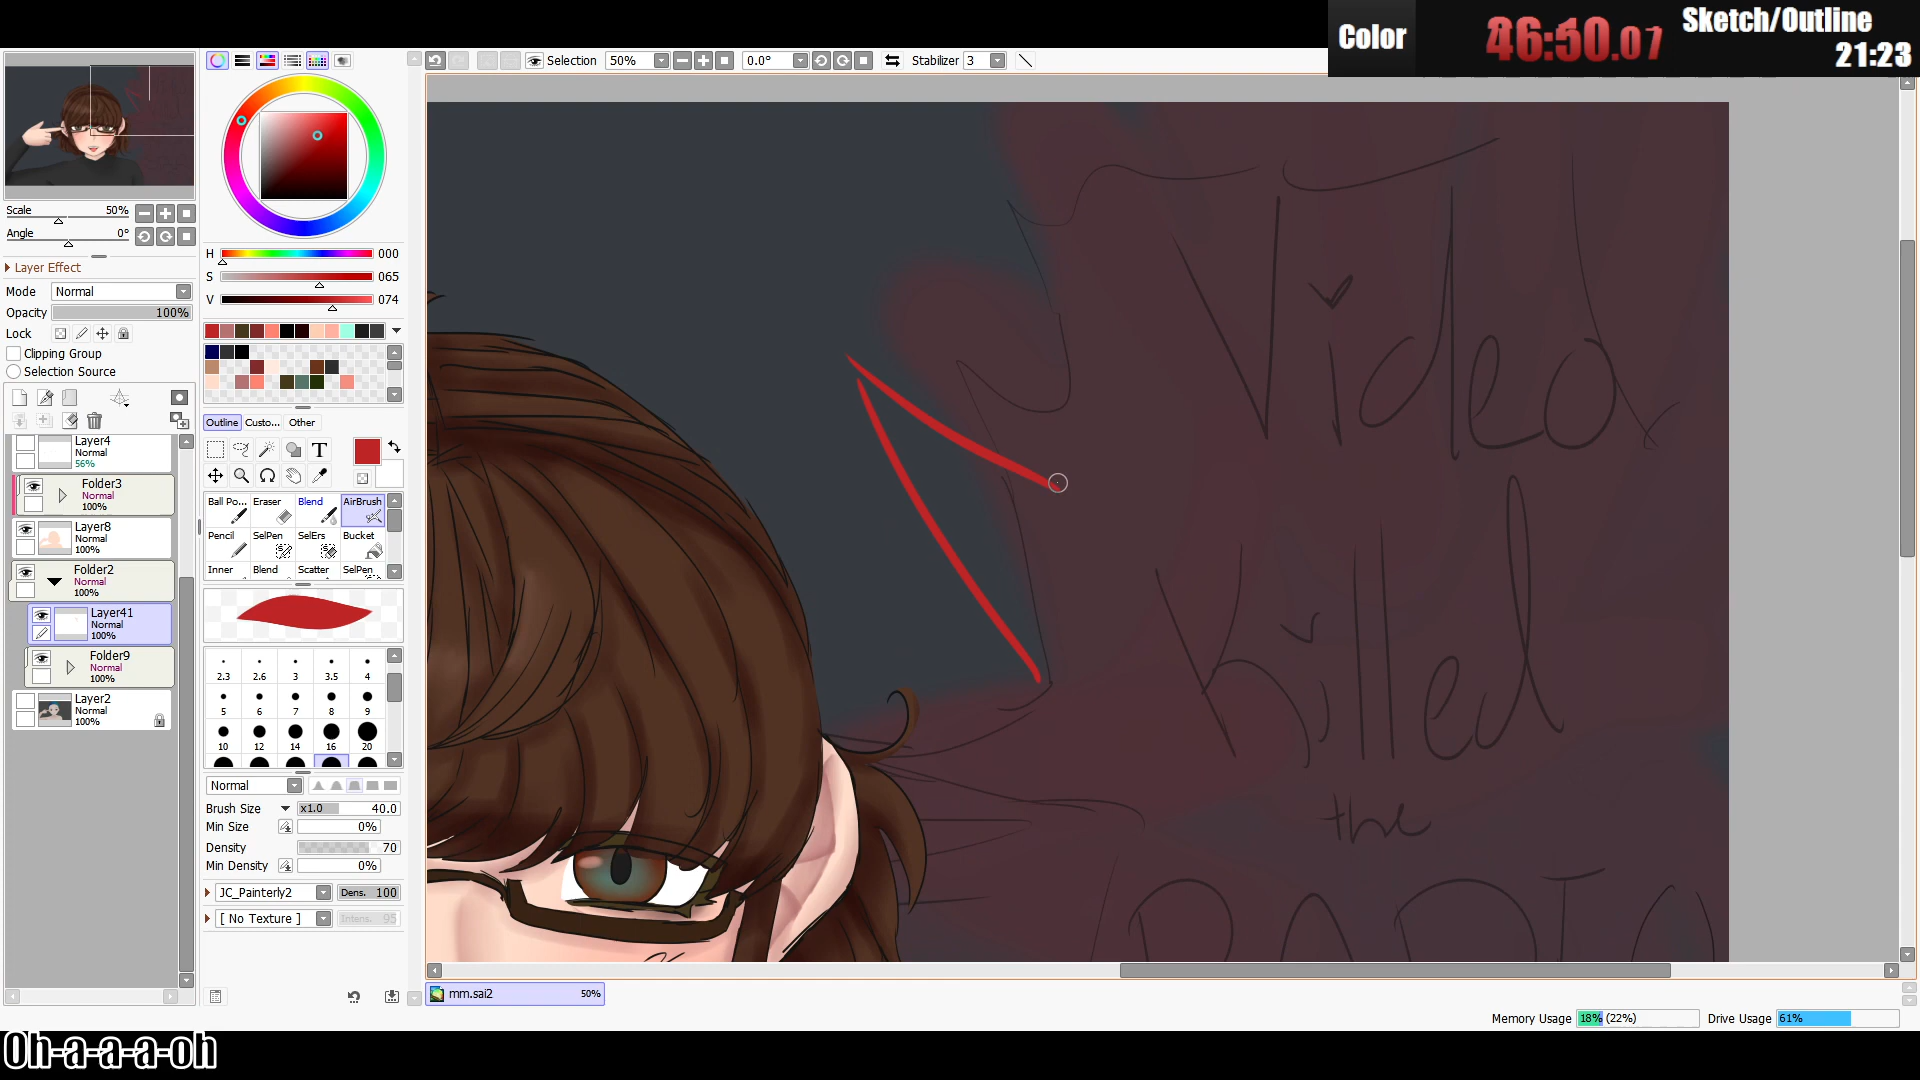 Color
46:50.07
Sketch/Outline
21:23
Selection 50% 0.0° Stabilizer 3
Scale 50%
Angle 0°
Layer Effect
Mode Normal
Opacity 100%
Lock
Clipping Group
Selection Source
Layer4
Normal
56%
Folder3
Normal
100%
Layer8
Normal
100%
Folder2
Normal
100%
Layer41
Normal
100%
Folder9
Normal
100%
Layer2
Normal
100%
H 000
S 065
V 074
Outline Custo... Other
T
Ball Po... Eraser Blend AirBrush
Pencil SelPen SelErs Bucket
Inner Blend Scatter SelPen
2.3 2.6 3 3.5 4
5 6 7 8 9
10 12 14 16 20
Normal
Brush Size x1.0 40.0
Min Size 0%
Density 70
Min Density 0%
JC_Painterly2 Dens. 100
[ No Texture ] Intens. 95
Video
killed
the
mm.sai2 50%
Memory Usage 18% (22%) Drive Usage 61%
Oh-a-a-a-oh